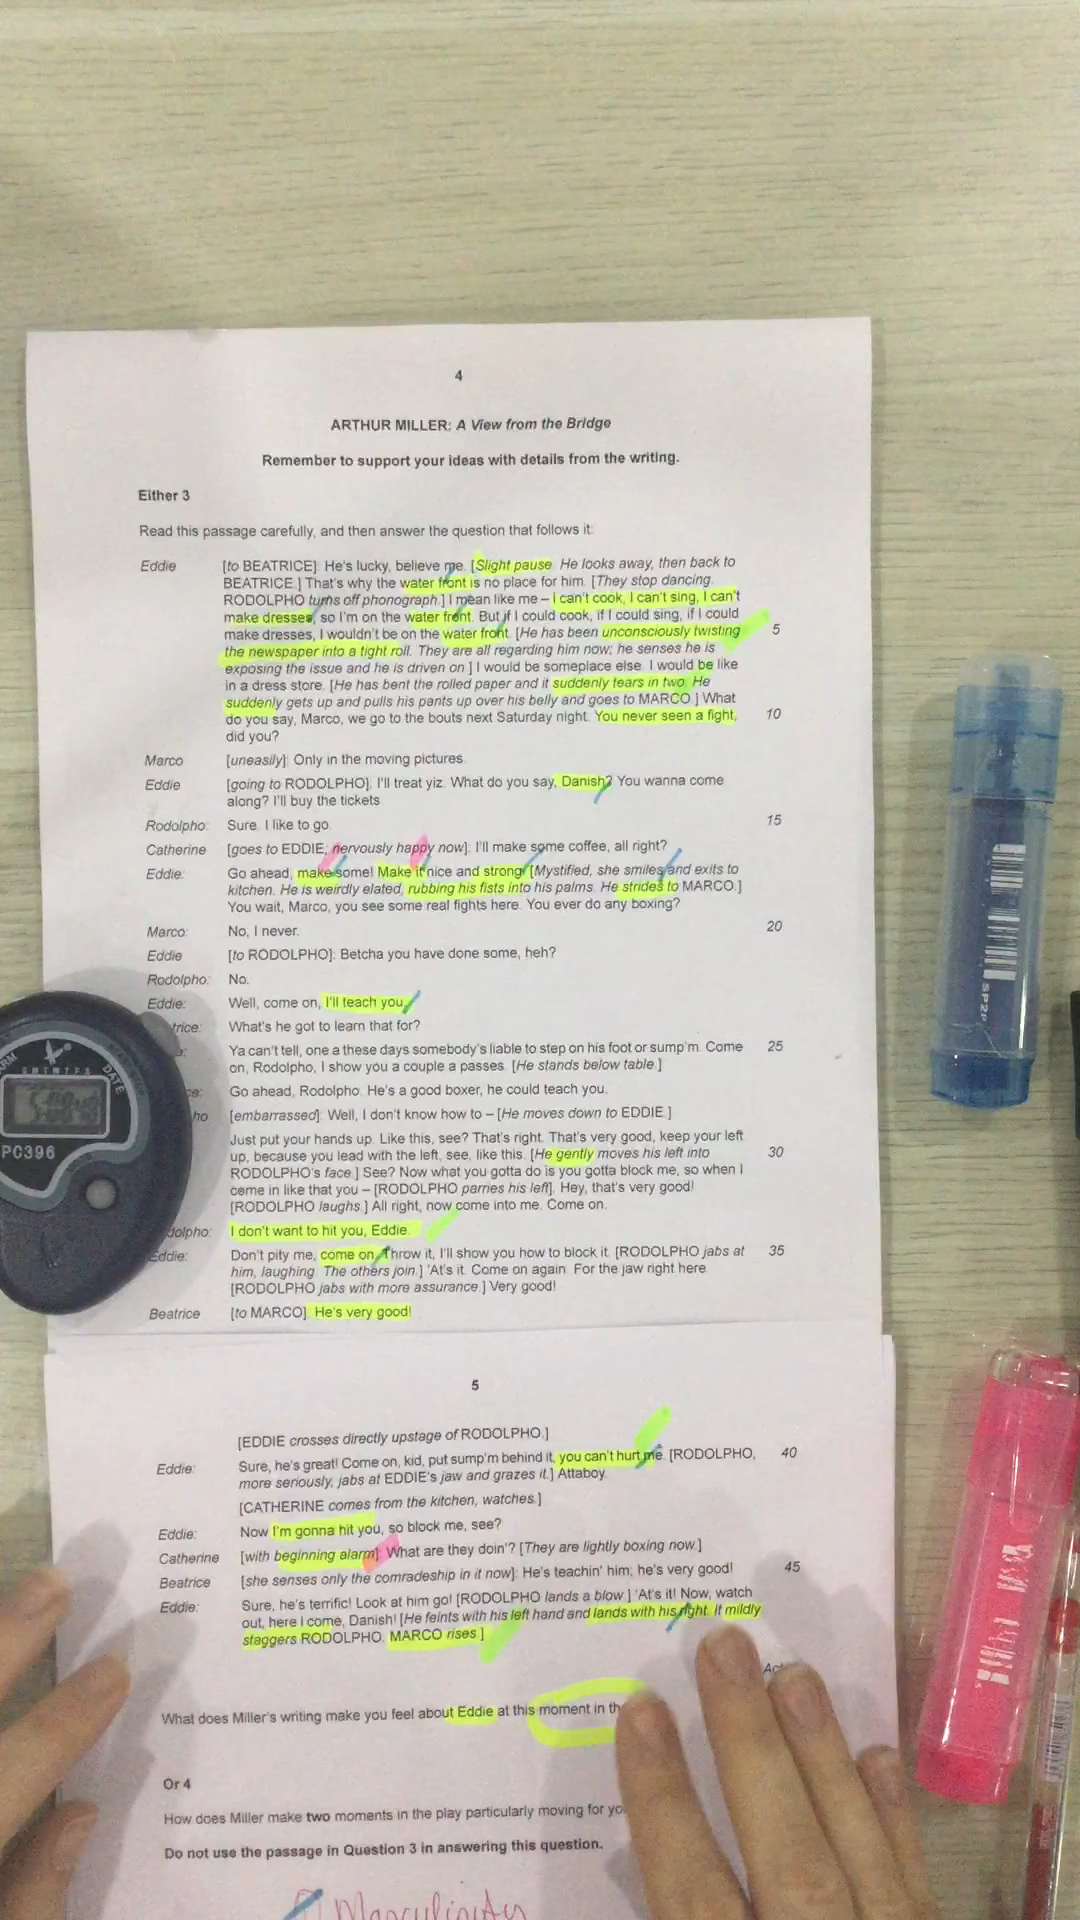 4
ARTHUR MILLER: A View from the Bridge
Remember to support your ideas with details from the writing.
Either 3
Read this passage carefully, and then answer the question that follows it:
Eddie [to BEATRICE]: He's lucky, believe me. [Slight pause. He looks away, then back to
BEATRICE.] That's why the water front is no place for him. [They stop dancing.
RODOLPHO turns off phonograph.] I mean like me – I can't cook, I can't sing, I can't
make dresses, so I'm on the water front. But if I could cook, if I could sing, if I could
make dresses, I wouldn't be on the water front. [He has been unconsciously twisting 5
the newspaper into a tight roll. They are all regarding him now; he senses he is
exposing the issue and he is driven on.] I would be someplace else. I would be like
in a dress store. [He has bent the rolled paper and it suddenly tears in two. He
suddenly gets up and pulls his pants up over his belly and goes to MARCO.] What
do you say, Marco, we go to the bouts next Saturday night. You never seen a fight, 10
did you?
Marco [uneasily]: Only in the moving pictures.
Eddie [going to RODOLPHO]: I'll treat yiz. What do you say, Danish? You wanna come
along? I'll buy the tickets.
Rodolpho: Sure. I like to go. 15
Catherine [goes to EDDIE; nervously happy now]: I'll make some coffee, all right?
Eddie: Go ahead, make some! Make it nice and strong. [Mystified, she smiles and exits to
kitchen. He is weirdly elated, rubbing his fists into his palms. He strides to MARCO.]
You wait, Marco, you see some real fights here. You ever do any boxing?
Marco: No, I never. 20
Eddie [to RODOLPHO]: Betcha you have done some, heh?
Rodolpho: No.
Eddie: Well, come on, I'll teach you.
trice: What's he got to learn that for?
Ya can't tell, one a these days somebody's liable to step on his foot or sump'm. Come 25
on, Rodolpho, I show you a couple a passes. [He stands below table.]
Go ahead, Rodolpho. He's a good boxer, he could teach you.
ho [embarrassed]: Well, I don't know how to – [He moves down to EDDIE.]
Just put your hands up. Like this, see? That's right. That's very good, keep your left
up, because you lead with the left, see, like this. [He gently moves his left into 30
RODOLPHO's face.] See? Now what you gotta do is you gotta block me, so when I
come in like that you – [RODOLPHO parries his left]. Hey, that's very good!
[RODOLPHO laughs.] All right, now come into me. Come on.
dolpho: I don't want to hit you, Eddie.
Eddie: Don't pity me, come on. Throw it, I'll show you how to block it. [RODOLPHO jabs at 35
him, laughing. The others join.] 'At's it. Come on again. For the jaw right here.
[RODOLPHO jabs with more assurance.] Very good!
Beatrice [to MARCO]: He's very good!
5
[EDDIE crosses directly upstage of RODOLPHO.]
Eddie: Sure, he's great! Come on, kid, put sump'm behind it, you can't hurt me. [RODOLPHO, 40
more seriously, jabs at EDDIE's jaw and grazes it.] Attaboy.
[CATHERINE comes from the kitchen, watches.]
Eddie: Now I'm gonna hit you, so block me, see?
Catherine [with beginning alarm]: What are they doin'? [They are lightly boxing now.]
Beatrice [she senses only the comradeship in it now]: He's teachin' him; he's very good! 45
Eddie: Sure, he's terrific! Look at him go! [RODOLPHO lands a blow.] 'At's it! Now, watch
out, here I come, Danish! [He feints with his left hand and lands with his right. It mildly
staggers RODOLPHO. MARCO rises.]
What does Miller's writing make you feel about Eddie at this moment in th
Or 4
How does Miller make two moments in the play particularly moving for yo
Do not use the passage in Question 3 in answering this question.
Masculinity
DATE
PC396